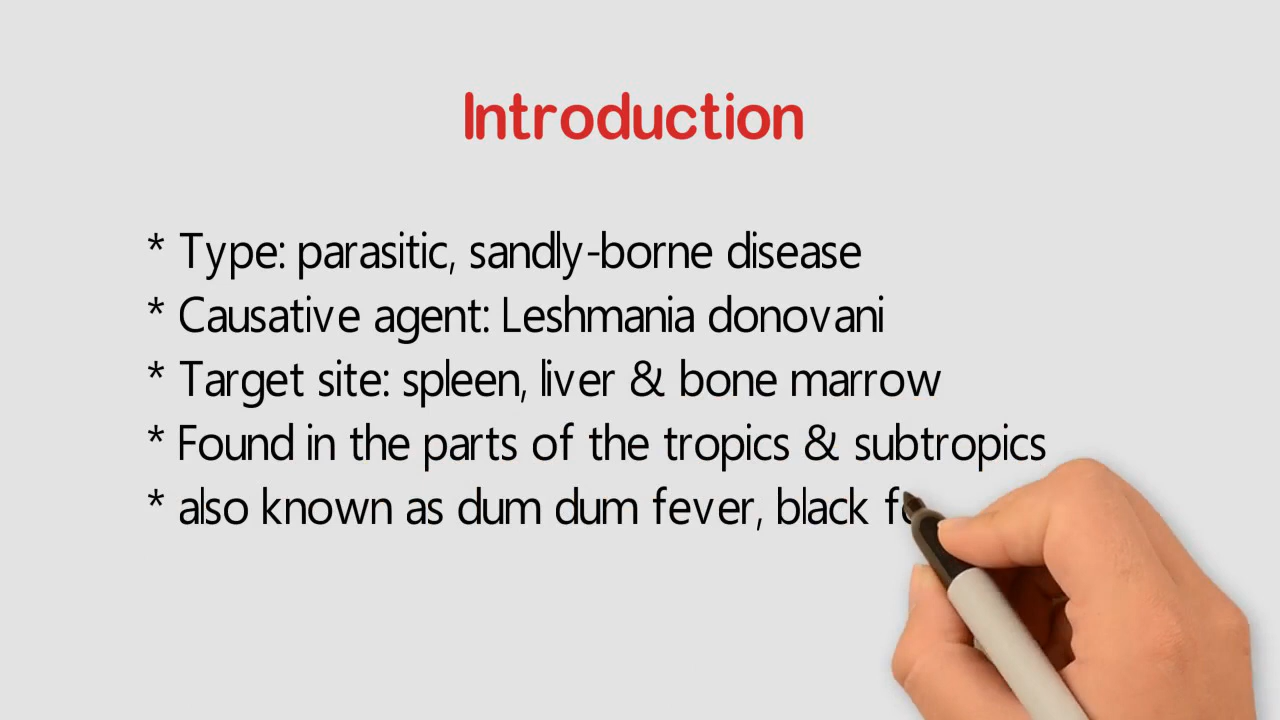 Introduction
* Type: parasitic, sandly-borne disease
* Causative agent: Leshmania donovani
* Target site: spleen, liver & bone marrow
* Found in the parts of the tropics & subtropics
* also known as dum dum fever, black